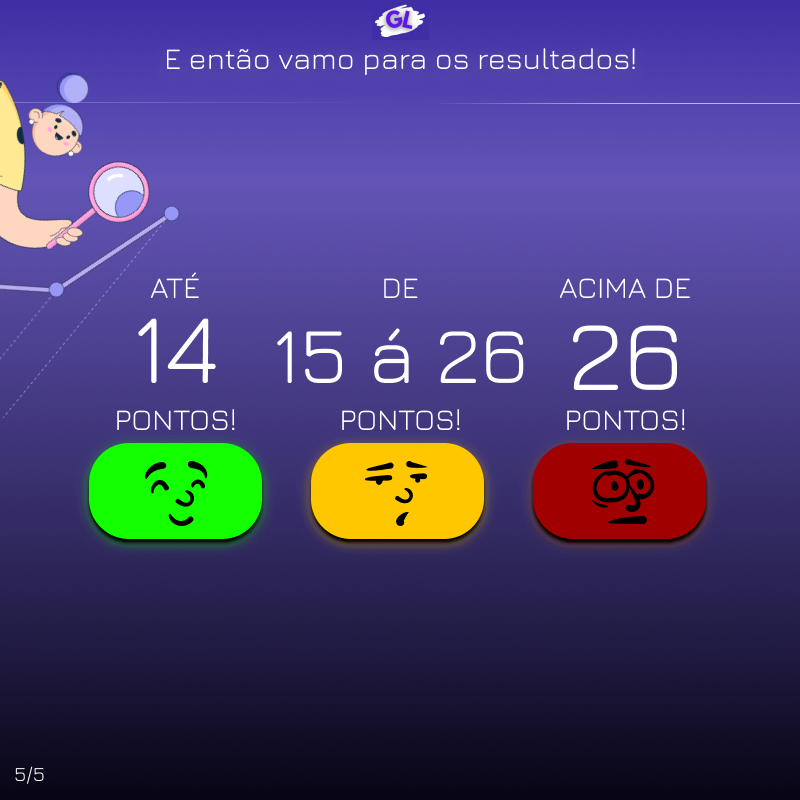 GL
E então vamo para os resultados!
ATÉ
14
PONTOS!
DE
15 á 26
PONTOS!
ACIMA DE
26
PONTOS!
5/5